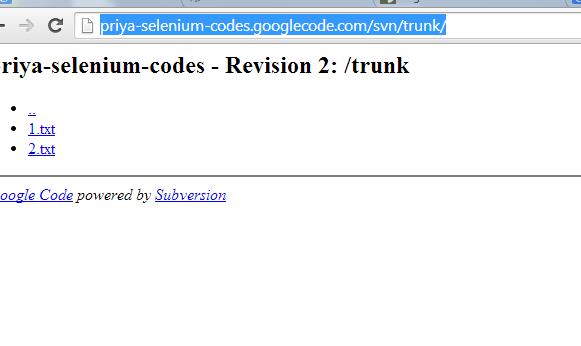 priya-selenium-codes.googlecode.com/svn/trunk/
riya-selenium-codes - Revision 2: /trunk
..
1.txt
2.txt
oogle Code powered by Subversion